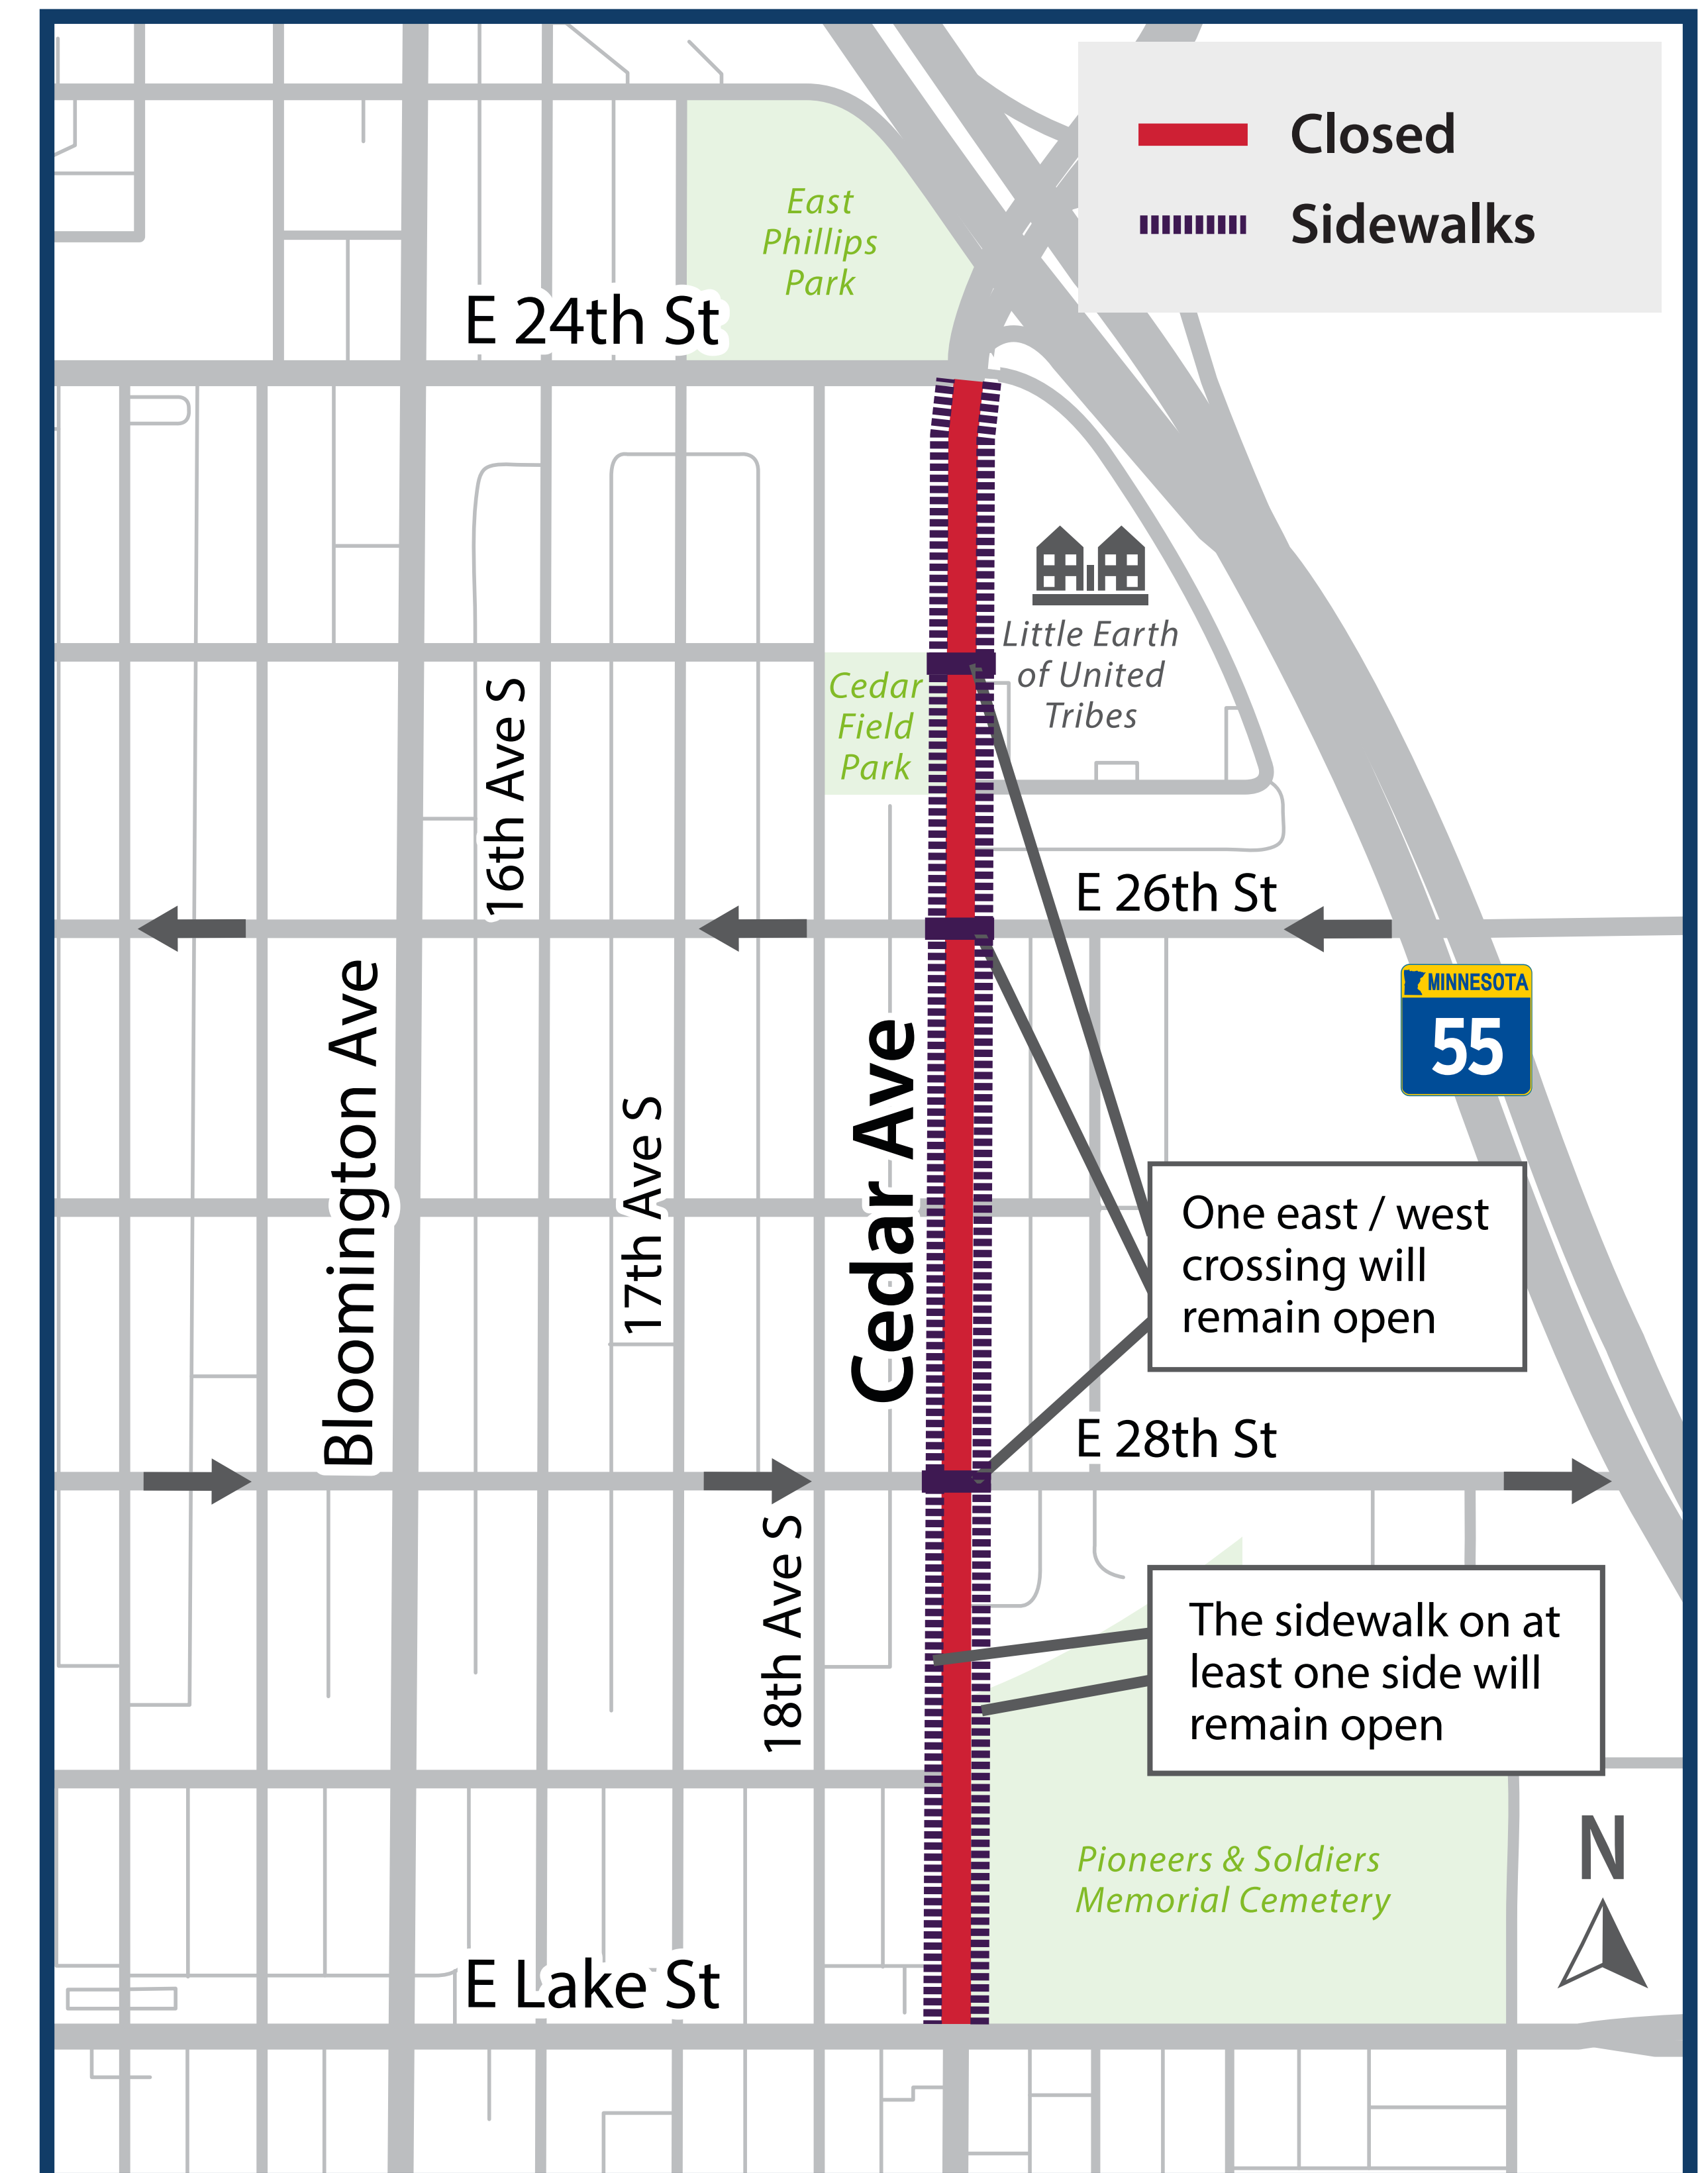 Closed
Sidewalks
East
Phillips
Park
E 24th St
Little Earth
of United
Tribes
Cedar
Field
Park
16th Ave S
E 26th St
Bloomington Ave
MINNESOTA
55
Cedar Ave
17th Ave S
One east / west
crossing will
remain open
E 28th St
18th Ave S
The sidewalk on at
least one side will
remain open
N
Pioneers & Soldiers
Memorial Cemetery
E Lake St